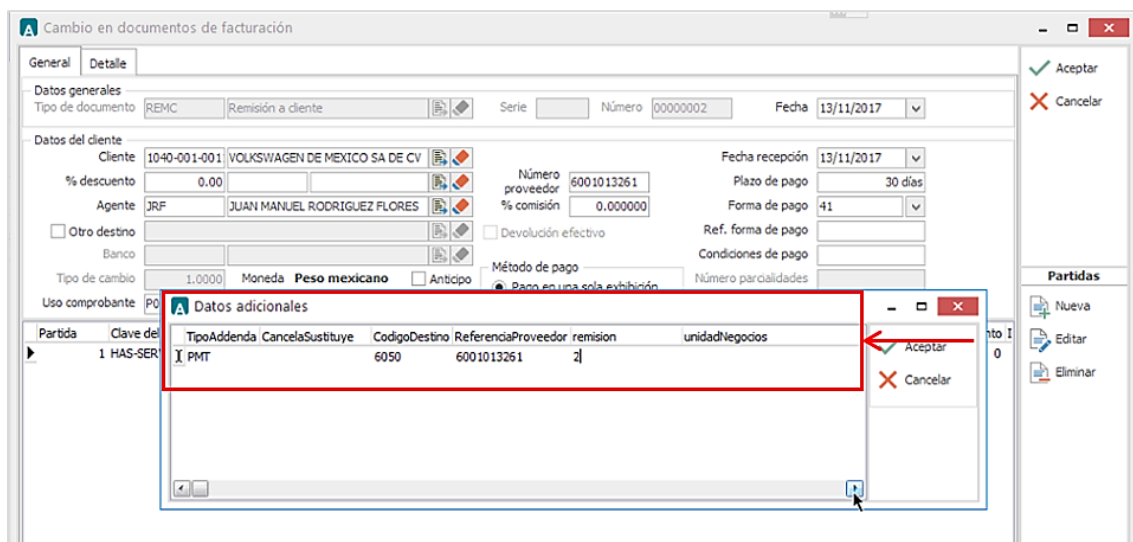 Cambio en documentos de facturación
General Detalle
Aceptar
Cancelar
Datos generales
Tipo de documento REMC Remisión a cliente Serie Número 00000002 Fecha 13/11/2017
Datos del cliente
Cliente 1040-001-001 VOLKSWAGEN DE MEXICO SA DE CV Fecha recepción 13/11/2017
% descuento 0.00 Número proveedor 6001013261 Plazo de pago 30 días
Agente JRF JUAN MANUEL RODRIGUEZ FLORES % comisión 0.000000 Forma de pago 41
Otro destino Devolución efectivo Ref. forma de pago
Banco Condiciones de pago
Método de pago
Tipo de cambio 1.0000 Moneda Peso mexicano Anticipo Pago en una sola exhibición Número parcialidades
Partidas
Uso comprobante P0
Nueva
Editar
Eliminar
Partida Clave del
1 HAS-SER
0
Datos adicionales
TipoAddenda CancelaSustituye CodigoDestino ReferenciaProveedor remision unidadNegocios
PMT 6050 6001013261 2
Aceptar
Cancelar